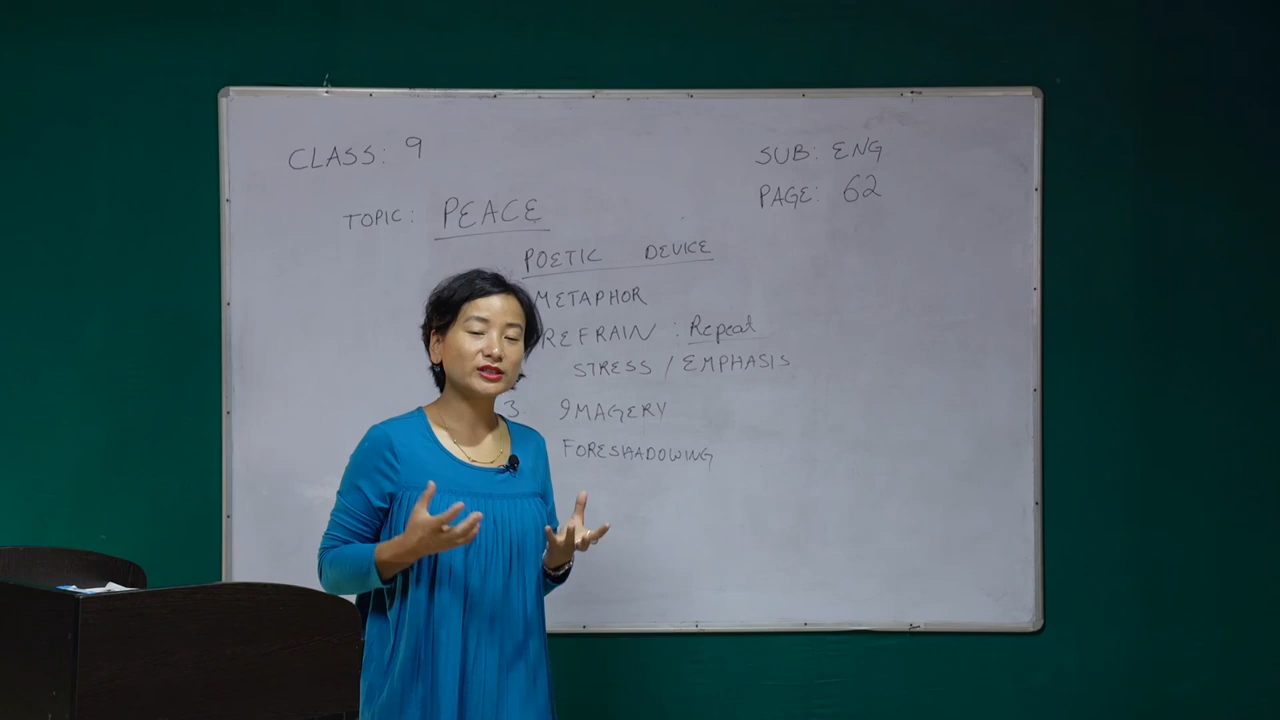 CLASS: 9
SUB: ENG
PAGE: 62
TOPIC: PEACE
POETIC DEVICE
METAPHOR
REFRAIN : Repeat
STRESS / EMPHASIS
3 IMAGERY
FORESHADOWING